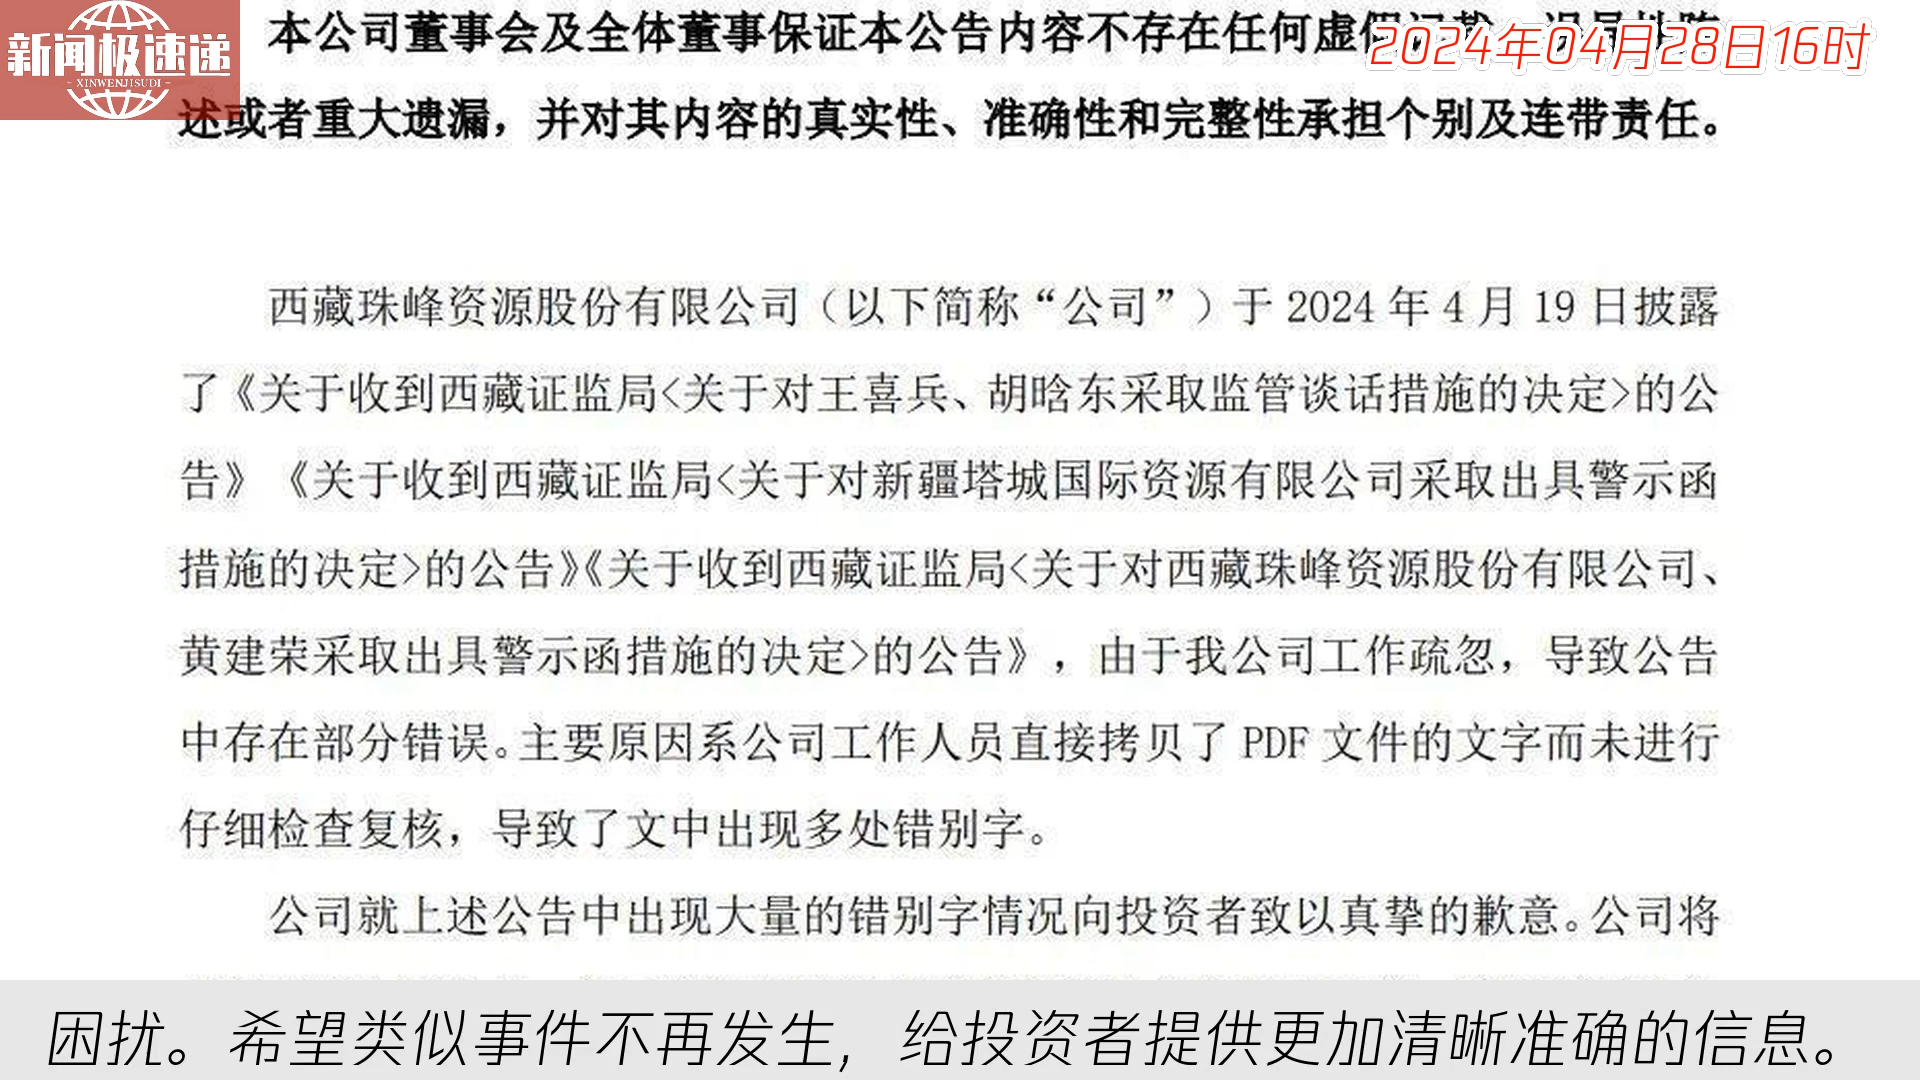 新闻极速递
XINWENJISUDI
2024年04月28日16时
本公司董事会及全体董事保证本公告内容不存在任何虚假
述或者重大遗漏，并对其内容的真实性、准确性和完整性承担个别及连带责任。
西藏珠峰资源股份有限公司（以下简称“公司”）于 2024 年 4 月 19 日披露
了《关于收到西藏证监局<关于对王喜兵、胡晗东采取监管谈话措施的决定>的公
告》《关于收到西藏证监局<关于对新疆塔城国际资源有限公司采取出具警示函
措施的决定>的公告》《关于收到西藏证监局<关于对西藏珠峰资源股份有限公司、
黄建荣采取出具警示函措施的决定>的公告》，由于我公司工作疏忽，导致公告
中存在部分错误。主要原因系公司工作人员直接拷贝了 PDF 文件的文字而未进行
仔细检查复核，导致了文中出现多处错别字。
公司就上述公告中出现大量的错别字情况向投资者致以真挚的歉意。公司将
困扰。希望类似事件不再发生，给投资者提供更加清晰准确的信息。